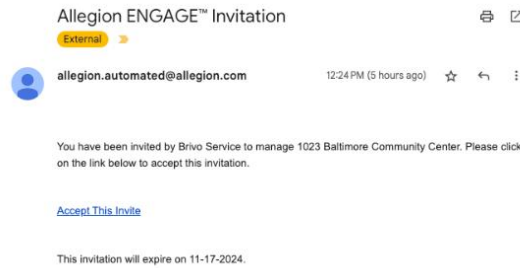 Allegion ENGAGE™ Invitation
External
allegion.automated@allegion.com 12:24 PM (5 hours ago)
You have been invited by Brivo Service to manage 1023 Baltimore Community Center. Please click
on the link below to accept this invitation.
Accept This Invite
This invitation will expire on 11-17-2024.